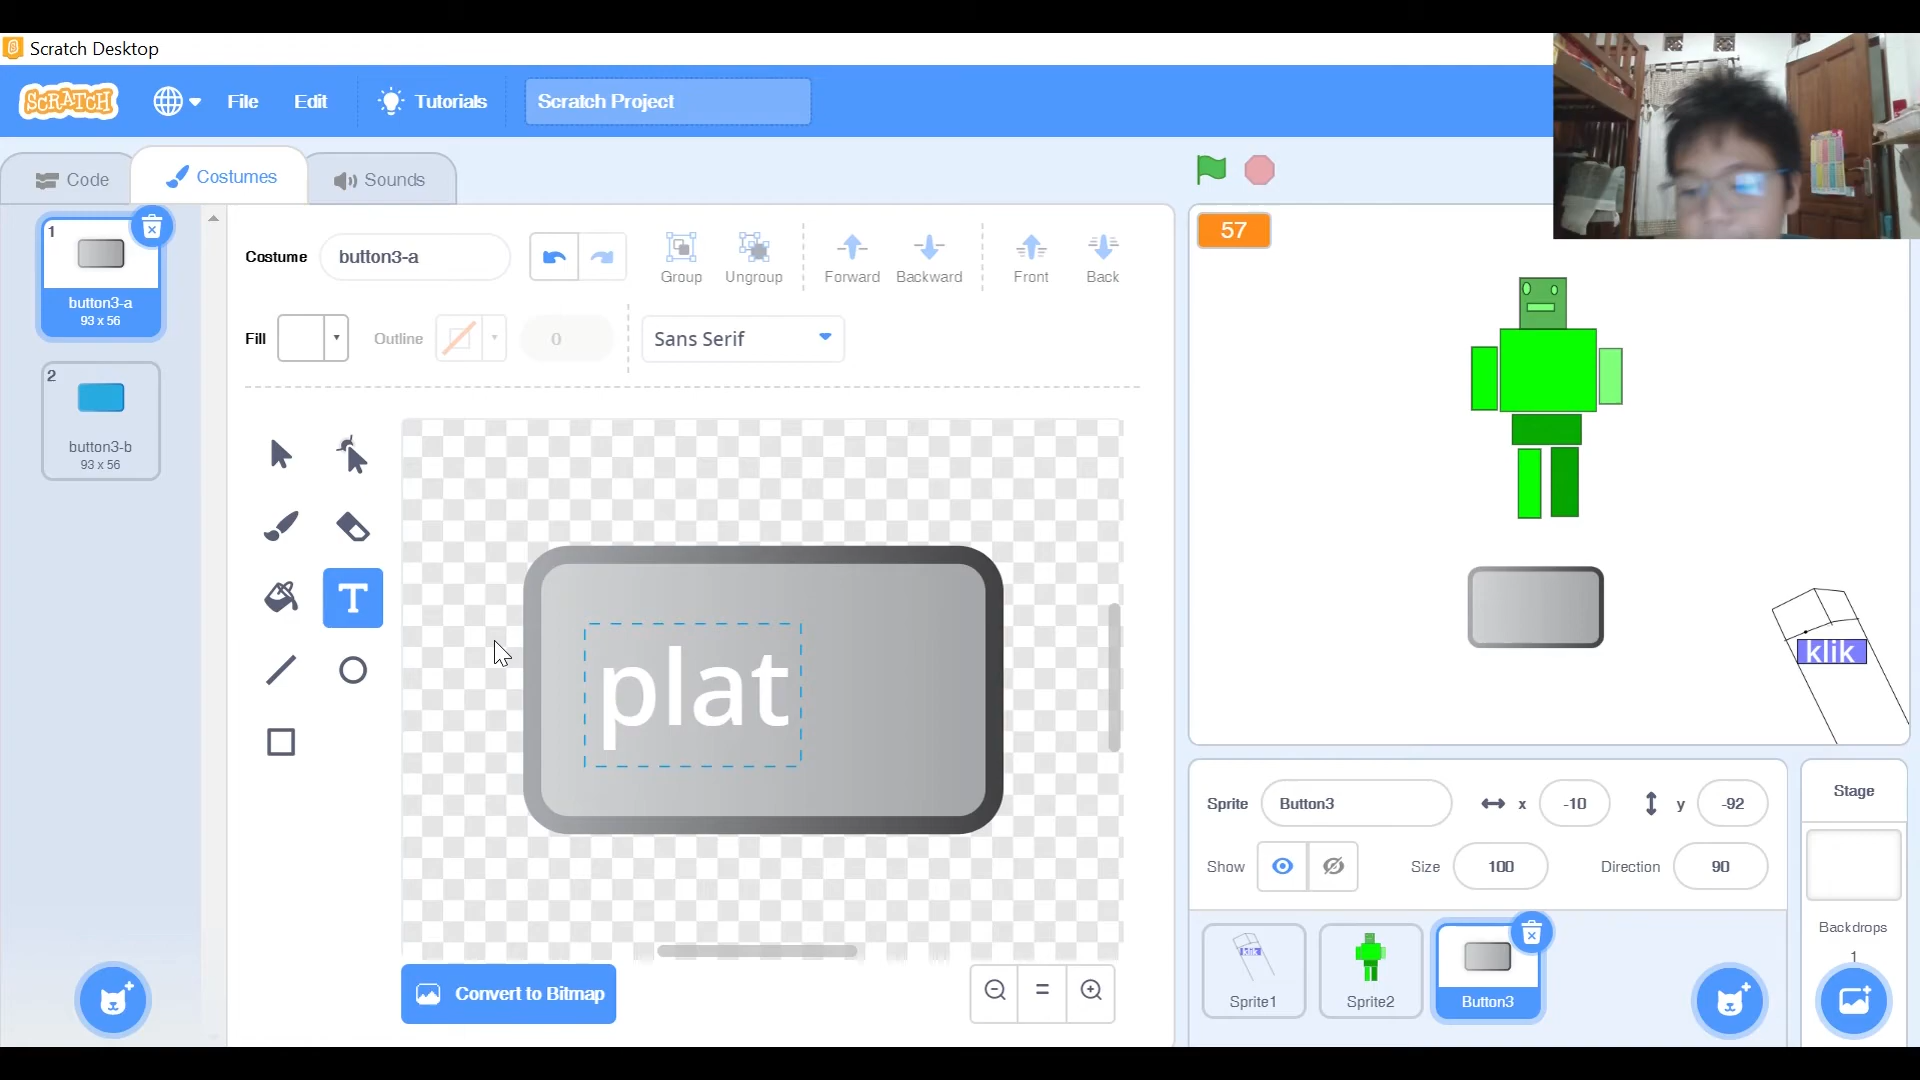 Scratch Desktop
SCRATCH
File
Edit
Tutorials
Scratch Project
Code
Costumes
Sounds
1
button3-a
93 x 56
2
button3-b
93 x 56
Costume
button3-a
Group
Ungroup
Forward
Backward
Front
Back
Fill
Outline
0
Sans Serif
T
plat
Convert to Bitmap
=
57
klik
Sprite
Button3
x
-10
y
-92
Show
Size
100
Direction
90
klik
Sprite1
Sprite2
Button3
Stage
Backdrops
1